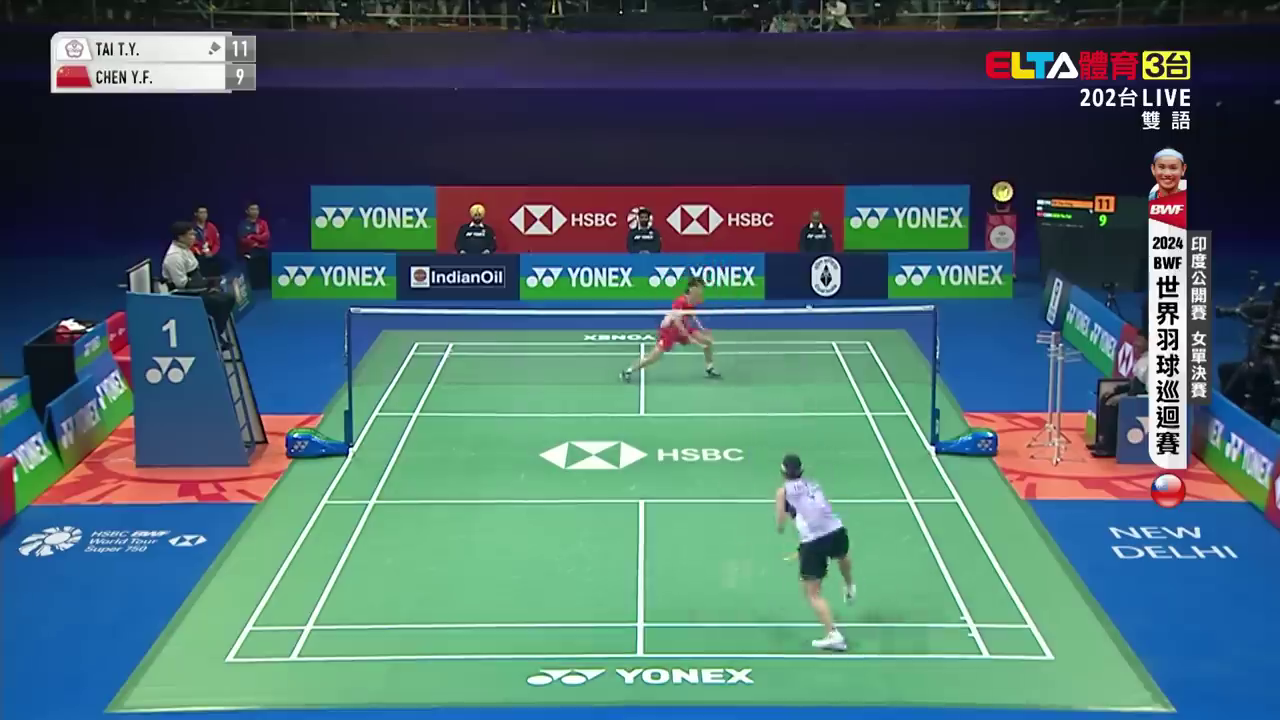 TAI T.Y. 11
CHEN Y.F. 9
ELTA體育3台
202台LIVE
雙語
BWF
2024
BWF
世界羽球巡迴賽
印度公開賽 女單決賽
YONEX
HSBC
HSBC
YONEX
11
9
YONEX
IndianOil
YONEX
YONEX
YONEX
1
YONEX
YONEX
HSBC
HSBC BWF
World Tour
Super 750
NEW
DELHI
YONEX